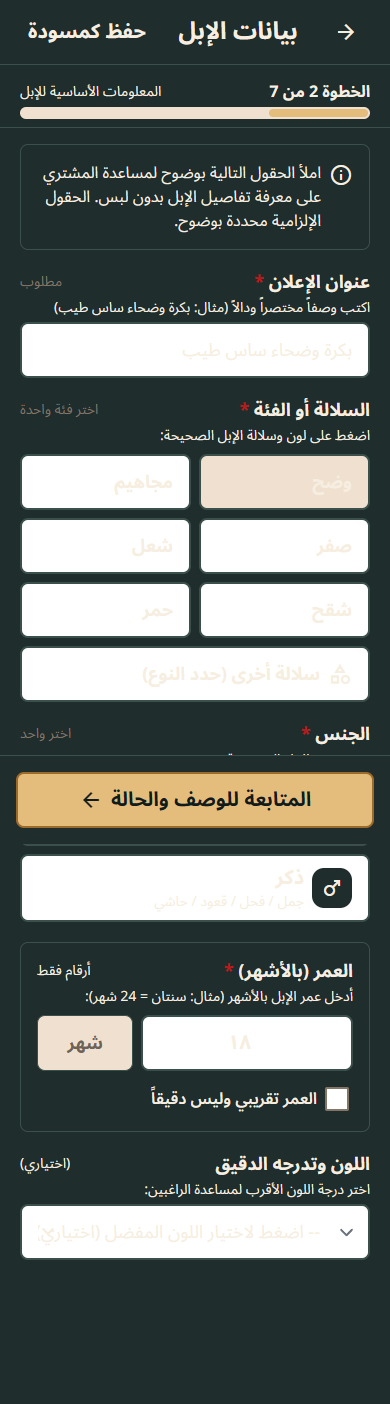 بيانات الإبل
حفظ كمسودة
الخطوة 2 من 7
المعلومات الأساسية للإبل
املأ الحقول التالية بوضوح لمساعدة المشتري
على معرفة تفاصيل الإبل بدون لبس. الحقول
الإلزامية محددة بوضوح.
عنوان الإعلان *
مطلوب
اكتب وصفاً مختصراً ودالاً (مثال: بكرة وضحاء ساس طيب)
بكرة وضحاء ساس طيب
السلالة أو الفئة *
اختر فئة واحدة
اضغط على لون وسلالة الإبل الصحيحة:
وضح
مجاهيم
صفر
شعل
شقح
حمر
سلالة أخرى (حدد النوع)
الجنس *
اختر واحد
المتابعة للوصف والحالة
ذكر
جمل / فحل / قعود / حاشي
العمر (بالأشهر) *
أرقام فقط
أدخل عمر الإبل بالأشهر (مثال: سنتان = 24 شهر):
١٨
شهر
العمر تقريبي وليس دقيقاً
اللون وتدرجه الدقيق
(اختياري)
اختر درجة اللون الأقرب لمساعدة الراغبين:
-- اضغط لاختيار اللون المفضل (اختياري)